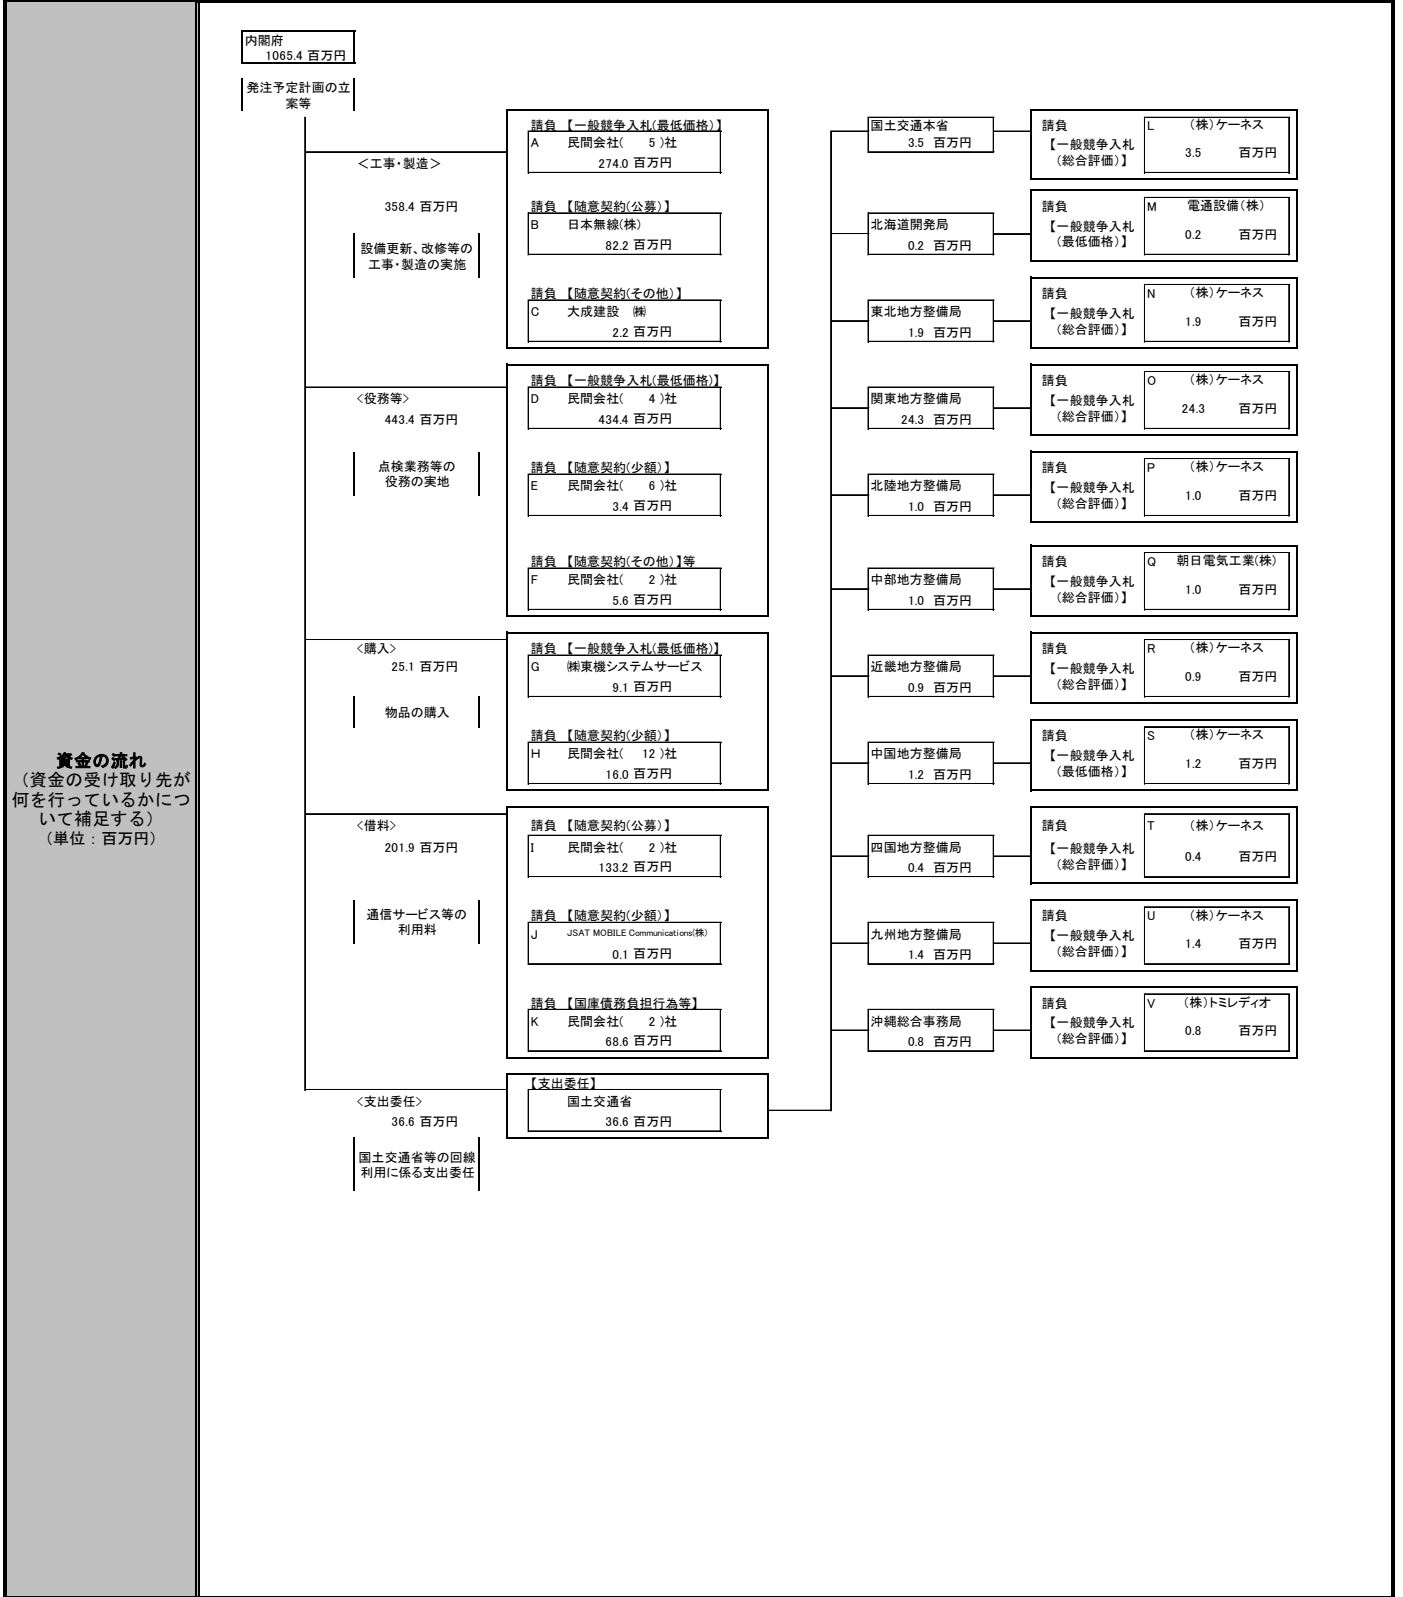 資金の流れ
（資金の受け取り先が
何を行っているかにつ
いて補足する）
（単位：百万円）
内閣府
1065.4 百万円
発注予定計画の立
案等
＜工事・製造＞
358.4 百万円
設備更新、改修等の
工事・製造の実施
請負 【一般競争入札(最低価格)】
A 民間会社( 5 )社
274.0 百万円
請負 【随意契約(公募)】
B 日本無線(株)
82.2 百万円
請負 【随意契約(その他)】
C 大成建設 ㈱
2.2 百万円
<役務等>
443.4 百万円
点検業務等の
役務の実地
請負 【一般競争入札(最低価格)】
D 民間会社( 4 )社
434.4 百万円
請負 【随意契約(少額)】
E 民間会社( 6 )社
3.4 百万円
請負 【随意契約(その他)】等
F 民間会社( 2 )社
5.6 百万円
<購入>
25.1 百万円
物品の購入
請負 【一般競争入札(最低価格)】
G ㈱東機システムサービス
9.1 百万円
請負 【随意契約(少額)】
H 民間会社( 12 )社
16.0 百万円
<借料>
201.9 百万円
通信サービス等の
利用料
請負 【随意契約(公募)】
I 民間会社( 2 )社
133.2 百万円
請負 【随意契約(少額)】
J JSAT MOBILE Communications(株)
0.1 百万円
請負 【国庫債務負担行為等】
K 民間会社( 2 )社
68.6 百万円
<支出委任>
36.6 百万円
国土交通省等の回線
利用に係る支出委任
【支出委任】
国土交通省
36.6 百万円
国土交通本省
3.5 百万円
請負
【一般競争入札
（総合評価）】
L （株）ケーネス
3.5 百万円
北海道開発局
0.2 百万円
請負
【一般競争入札
（最低価格）】
M 電通設備（株）
0.2 百万円
東北地方整備局
1.9 百万円
請負
【一般競争入札
（総合評価）】
N （株）ケーネス
1.9 百万円
関東地方整備局
24.3 百万円
請負
【一般競争入札
（総合評価）】
O （株）ケーネス
24.3 百万円
北陸地方整備局
1.0 百万円
請負
【一般競争入札
（総合評価）】
P （株）ケーネス
1.0 百万円
中部地方整備局
1.0 百万円
請負
【一般競争入札
（総合評価）】
Q 朝日電気工業(株)
1.0 百万円
近畿地方整備局
0.9 百万円
請負
【一般競争入札
（総合評価）】
R （株）ケーネス
0.9 百万円
中国地方整備局
1.2 百万円
請負
【一般競争入札
（最低価格）】
S （株）ケーネス
1.2 百万円
四国地方整備局
0.4 百万円
請負
【一般競争入札
（総合評価）】
T （株）ケーネス
0.4 百万円
九州地方整備局
1.4 百万円
請負
【一般競争入札
（総合評価）】
U （株）ケーネス
1.4 百万円
沖縄総合事務局
0.8 百万円
請負
【一般競争入札
（総合評価）】
V （株）トミレディオ
0.8 百万円